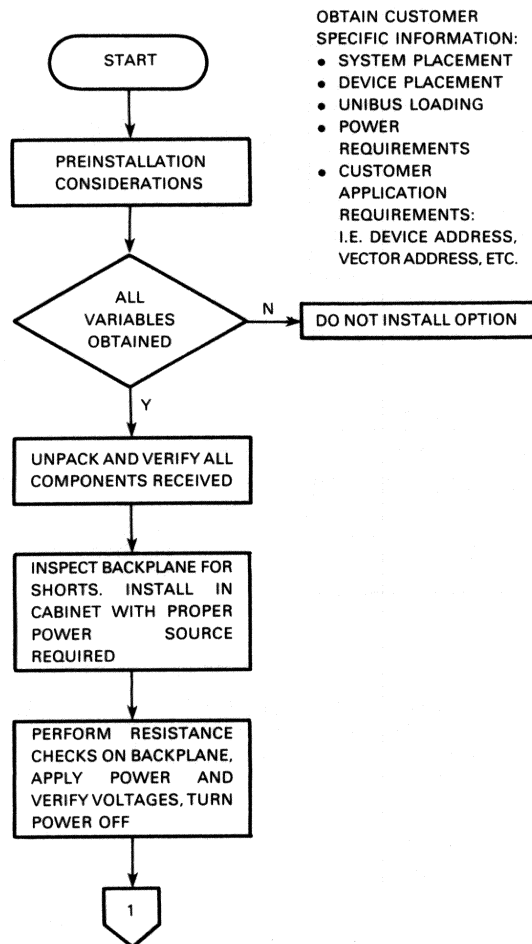 START
PREINSTALLATION
CONSIDERATIONS
OBTAIN CUSTOMER
SPECIFIC INFORMATION:
• SYSTEM PLACEMENT
• DEVICE PLACEMENT
• UNIBUS LOADING
• POWER
REQUIREMENTS
• CUSTOMER
APPLICATION
REQUIREMENTS:
I.E. DEVICE ADDRESS,
VECTOR ADDRESS, ETC.
ALL
VARIABLES
OBTAINED
N
DO NOT INSTALL OPTION
Y
UNPACK AND VERIFY ALL
COMPONENTS RECEIVED
INSPECT BACKPLANE FOR
SHORTS. INSTALL IN
CABINET WITH PROPER
POWER SOURCE
REQUIRED
PERFORM RESISTANCE
CHECKS ON BACKPLANE,
APPLY POWER AND
VERIFY VOLTAGES, TURN
POWER OFF
1